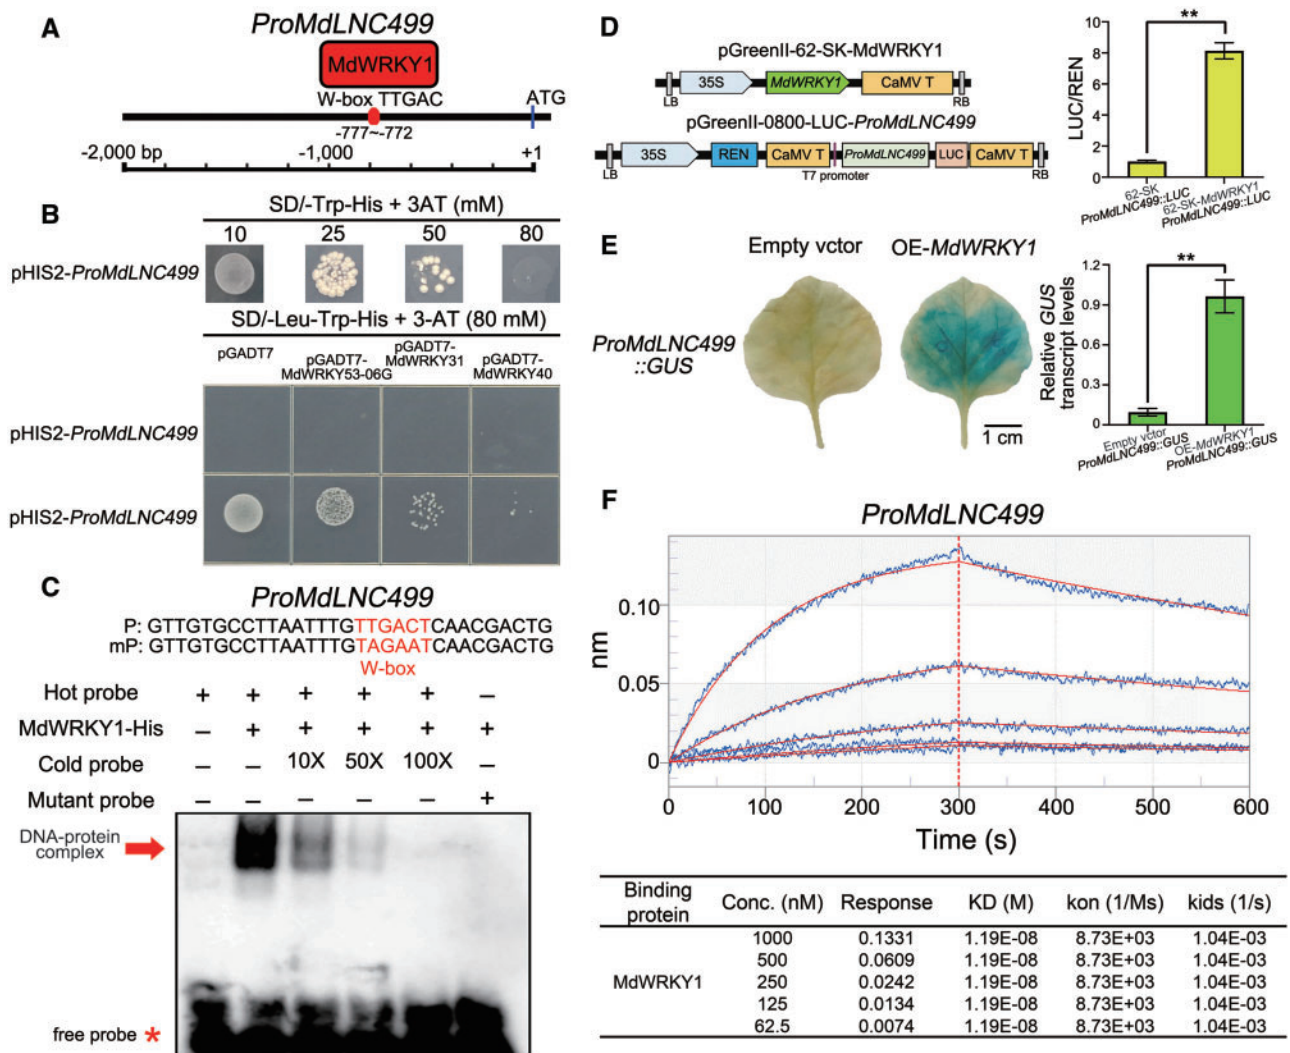 A
ProMdLNC499
MdWRKY1
W-box TTGAC
ATG
-777~-772
-2,000 bp
-1,000
+1
B
SD/-Trp-His + 3AT (mM)
10 25 50 80
pHIS2-ProMdLNC499
SD/-Leu-Trp-His + 3-AT (80 mM)
pGADT7
pGADT7-MdWRKY53-06G
pGADT7-MdWRKY31
pGADT7-MdWRKY40
pHIS2-ProMdLNC499
pHIS2-ProMdLNC499
C
ProMdLNC499
P: GTTGTGCCTTAATTTGTTGACTCAACGACTG
mP: GTTGTGCCTTAATTTGTAGAATCAACGACTG
W-box
Hot probe + + + + + –
MdWRKY1-His – + + + + +
Cold probe – – 10X 50X 100X –
Mutant probe – – – – – +
DNA-protein
complex
free probe *
D
pGreenII-62-SK-MdWRKY1
35S MdWRKY1 CaMV T
LB RB
pGreenII-0800-LUC-ProMdLNC499
35S REN CaMV T ProMdLNC499 LUC CaMV T
LB T7 promoter RB
**
LUC/REN
10
8
6
4
2
0
62-SK
ProMdLNC499::LUC
62-SK-MdWRKY1
ProMdLNC499::LUC
E
Empty vctor
OE-MdWRKY1
ProMdLNC499
::GUS
1 cm
**
Relative GUS
transcript levels
1.2
0.9
0.6
0.3
0
Empty vctor
ProMdLNC499::GUS
OE-MdWRKY1
ProMdLNC499::GUS
F
ProMdLNC499
nm
0.10
0.05
0
0 100 200 300 400 500 600
Time (s)
Binding
protein
Conc. (nM) Response KD (M) kon (1/Ms) kids (1/s)
1000 0.1331 1.19E-08 8.73E+03 1.04E-03
500 0.0609 1.19E-08 8.73E+03 1.04E-03
MdWRKY1 250 0.0242 1.19E-08 8.73E+03 1.04E-03
125 0.0134 1.19E-08 8.73E+03 1.04E-03
62.5 0.0074 1.19E-08 8.73E+03 1.04E-03